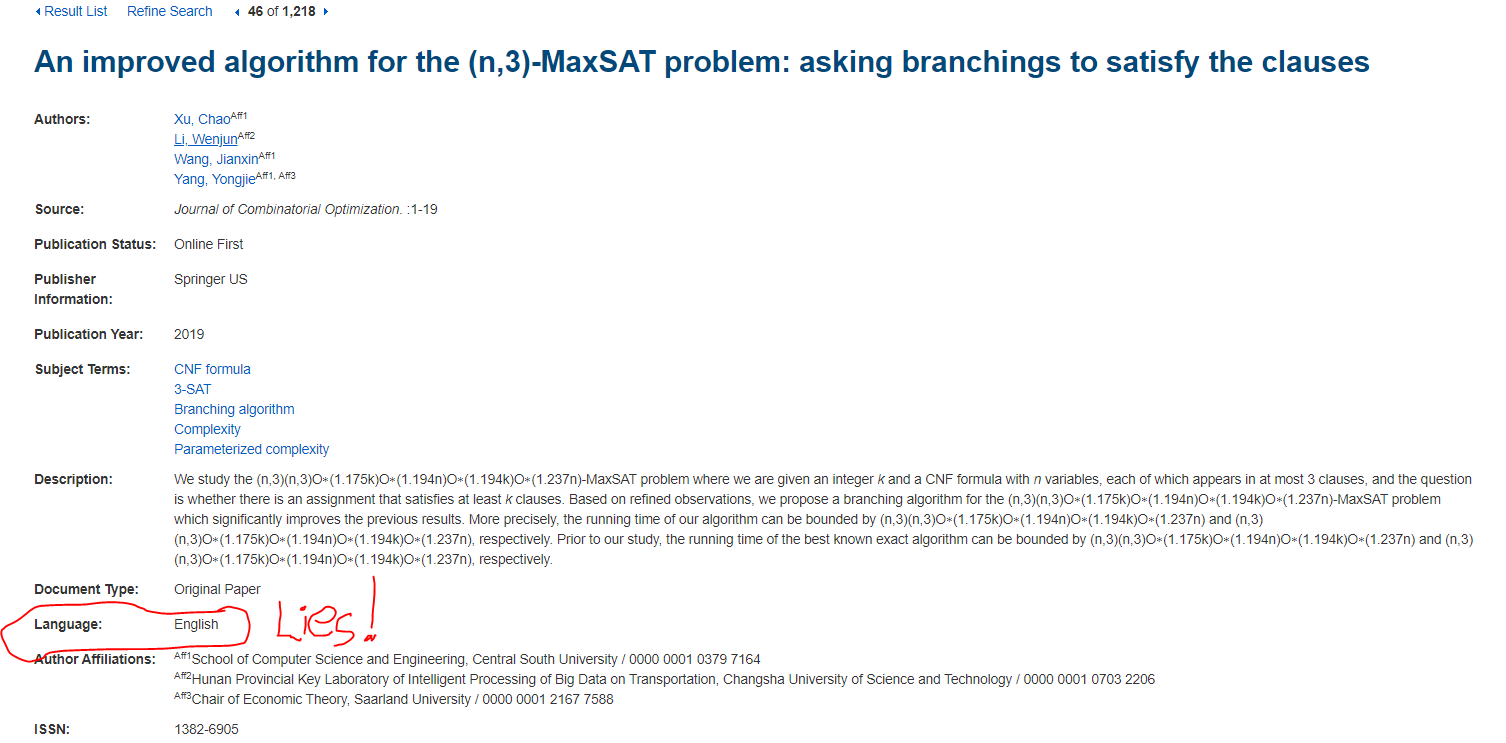 Result List Refine Search 46 of 1,218
An improved algorithm for the (n,3)-MaxSAT problem: asking branchings to satisfy the clauses
Authors: Xu, Chao Aff1
Li, Wenjun Aff2
Wang, Jianxin Aff1
Yang, Yongjie Aff1, Aff3
Source: Journal of Combinatorial Optimization. :1-19
Publication Status: Online First
Publisher Springer US
Information:
Publication Year: 2019
Subject Terms: CNF formula
3-SAT
Branching algorithm
Complexity
Parameterized complexity
Description: We study the (n,3)(n,3)O∗(1.175k)O∗(1.194n)O∗(1.194k)O∗(1.237n)-MaxSAT problem where we are given an integer k and a CNF formula with n variables, each of which appears in at most 3 clauses, and the question
is whether there is an assignment that satisfies at least k clauses. Based on refined observations, we propose a branching algorithm for the (n,3)(n,3)O∗(1.175k)O∗(1.194n)O∗(1.194k)O∗(1.237n)-MaxSAT problem
which significantly improves the previous results. More precisely, the running time of our algorithm can be bounded by (n,3)(n,3)O∗(1.175k)O∗(1.194n)O∗(1.194k)O∗(1.237n) and (n,3)
(n,3)O∗(1.175k)O∗(1.194n)O∗(1.194k)O∗(1.237n), respectively. Prior to our study, the running time of the best known exact algorithm can be bounded by (n,3)(n,3)O∗(1.175k)O∗(1.194n)O∗(1.194k)O∗(1.237n) and (n,3)
(n,3)O∗(1.175k)O∗(1.194n)O∗(1.194k)O∗(1.237n), respectively.
Document Type: Original Paper
Language: English Lies!
Author Affiliations: Aff1School of Computer Science and Engineering, Central South University / 0000 0001 0379 7164
Aff2Hunan Provincial Key Laboratory of Intelligent Processing of Big Data on Transportation, Changsha University of Science and Technology / 0000 0001 0703 2206
Aff3Chair of Economic Theory, Saarland University / 0000 0001 2167 7588
ISSN: 1382-6905